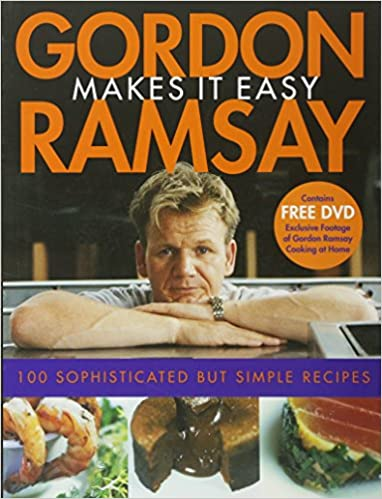 GORDON
MAKES IT EASY
RAMSAY
Contains
FREE DVD
Exclusive Footage
of Gordon Ramsay
Cooking at Home
100 SOPHISTICATED BUT SIMPLE RECIPES